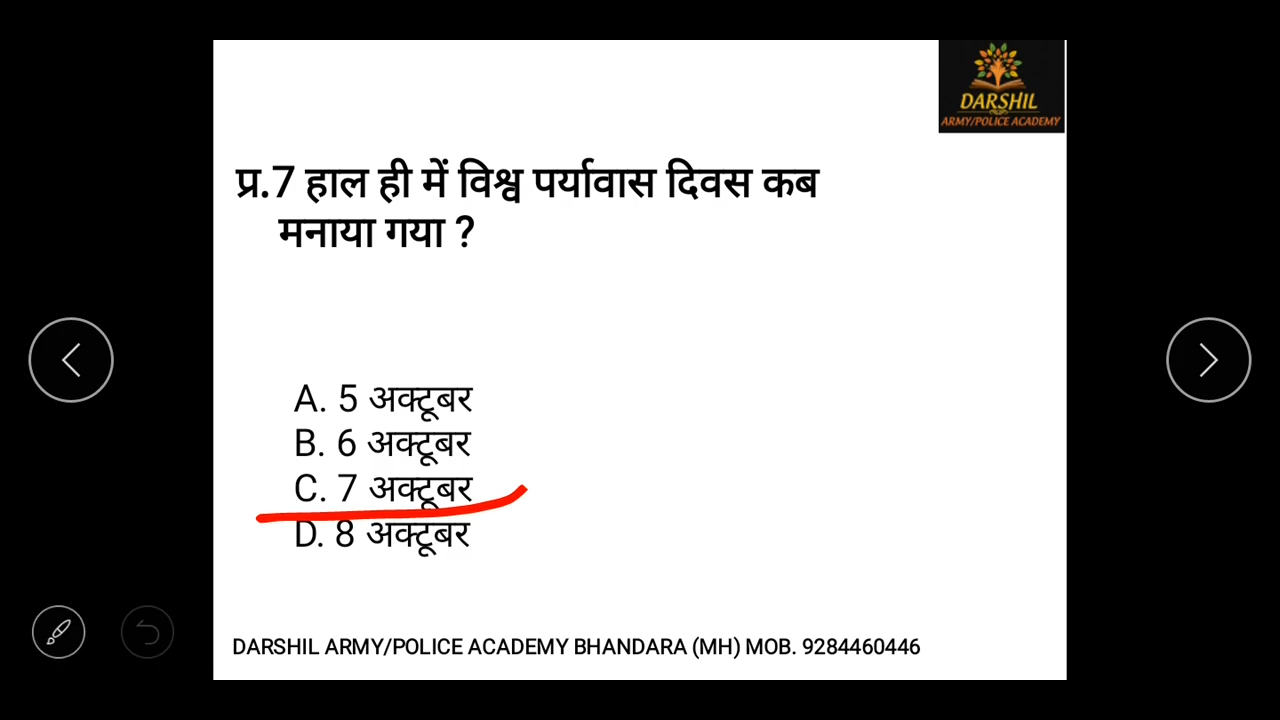 DARSHIL
ARMY/POLICE ACADEMY
प्र.7 हाल ही में विश्व पर्यावास दिवस कब
मनाया गया ?
A. 5 अक्टूबर
B. 6 अक्टूबर
C. 7 अक्टूबर
D. 8 अक्टूबर
DARSHIL ARMY/POLICE ACADEMY BHANDARA (MH) MOB. 9284460446